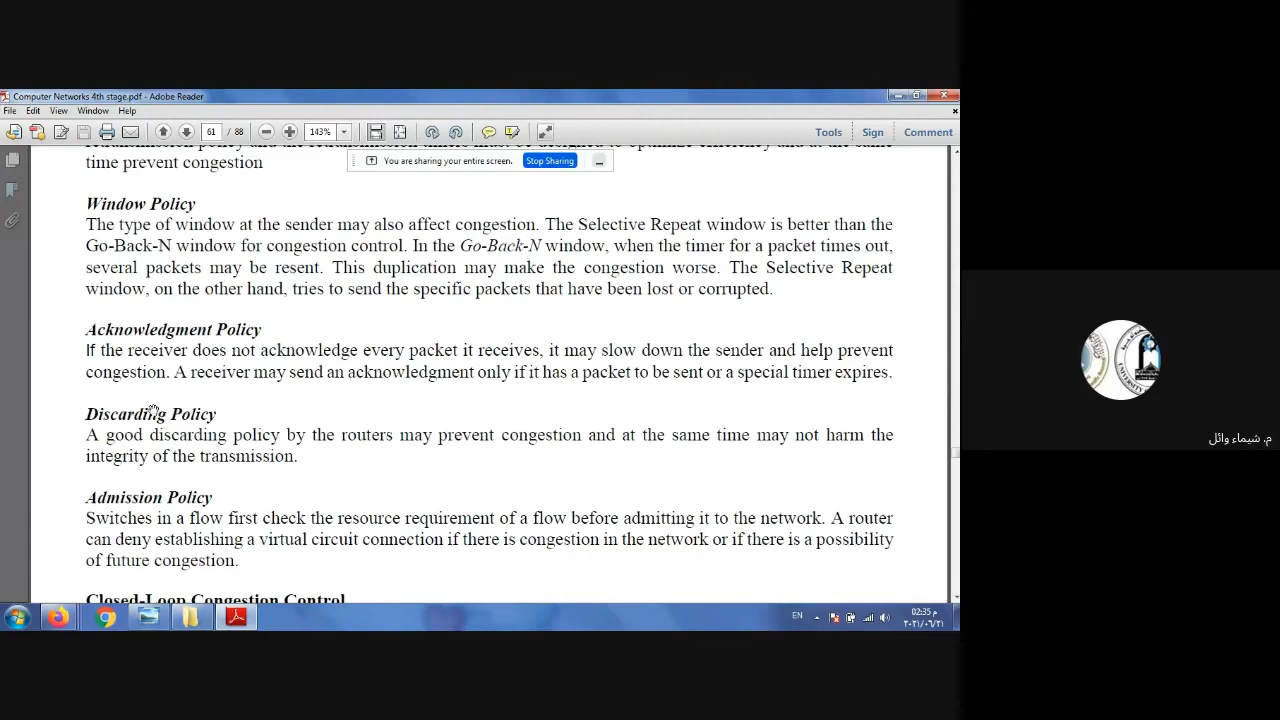 Computer Networks 4th stage.pdf - Adobe Reader
File Edit View Window Help
61 / 88 143% Tools Sign Comment
time prevent congestion
You are sharing your entire screen. Stop Sharing
Window Policy
The type of window at the sender may also affect congestion. The Selective Repeat window is better than the
Go-Back-N window for congestion control. In the Go-Back-N window, when the timer for a packet times out,
several packets may be resent. This duplication may make the congestion worse. The Selective Repeat
window, on the other hand, tries to send the specific packets that have been lost or corrupted.
Acknowledgment Policy
If the receiver does not acknowledge every packet it receives, it may slow down the sender and help prevent
congestion. A receiver may send an acknowledgment only if it has a packet to be sent or a special timer expires.
Discarding Policy
A good discarding policy by the routers may prevent congestion and at the same time may not harm the
integrity of the transmission.
Admission Policy
Switches in a flow first check the resource requirement of a flow before admitting it to the network. A router
can deny establishing a virtual circuit connection if there is congestion in the network or if there is a possibility
of future congestion.
Closed-Loop Congestion Control
م. شيماء وائل
EN
02:35 م
٢٠٢١/٠٦/٢١